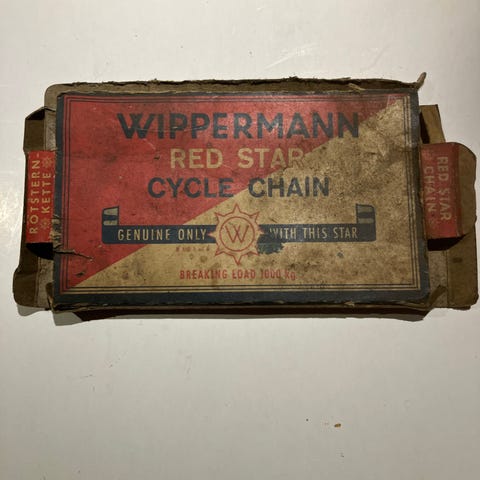 WIPPERMANN
RED STAR
CYCLE CHAIN
GENUINE ONLY W WITH THIS STAR
BREAKING LOAD 1000 Kg
ROTSTERN-
KETTE
RED STAR
CHAIN